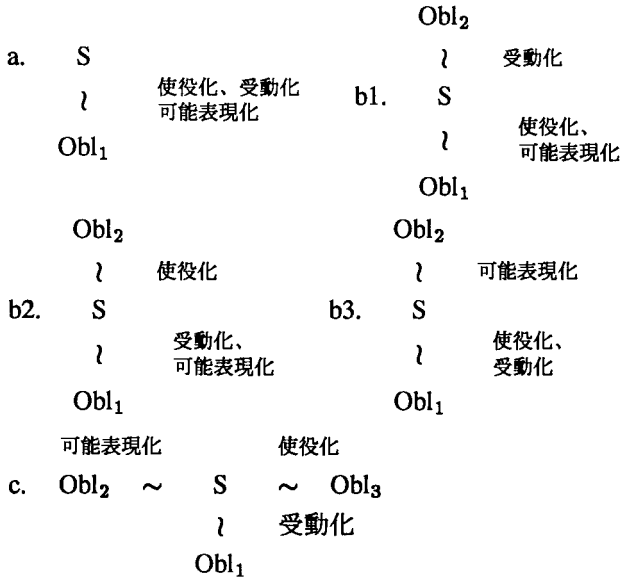 a. S
≀ 使役化、受動化
可能表現化
Obl₁
Obl₂
≀ 受動化
b1. S
≀ 使役化、
可能表現化
Obl₁
Obl₂
≀ 使役化
b2. S
≀ 受動化、
可能表現化
Obl₁
Obl₂
≀ 可能表現化
b3. S
≀ 使役化、
受動化
Obl₁
可能表現化 使役化
c. Obl₂ ~ S ~ Obl₃
≀ 受動化
Obl₁